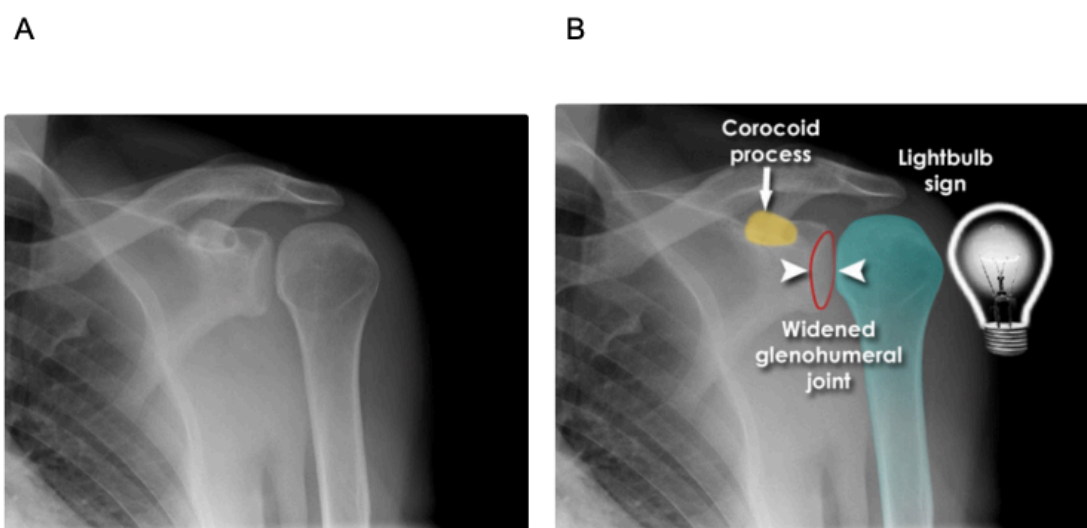 A
B
Corocoid
process
Lightbulb
sign
Widened
glenohumeral
joint